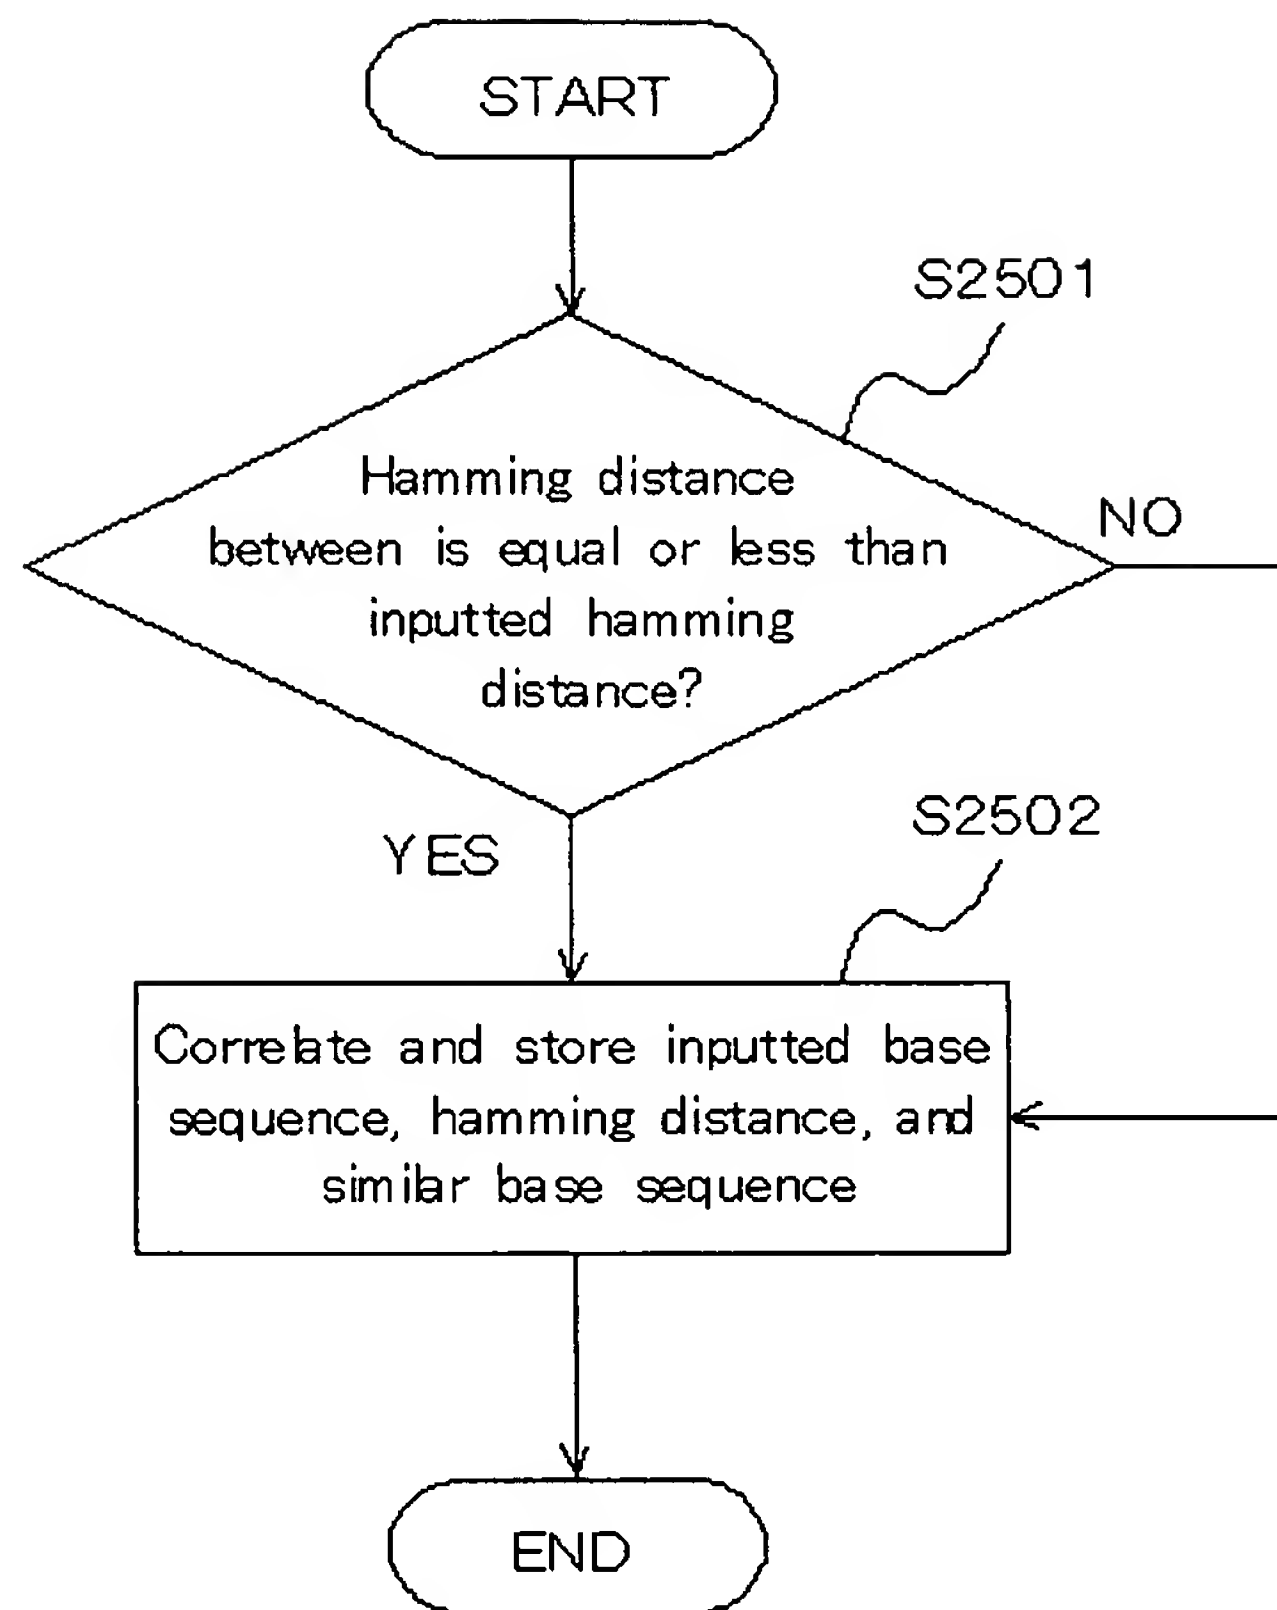 START
S2501
Hamming distance
between is equal or less than
inputted hamming
distance?
NO
YES
S2502
Correlate and store inputted base
sequence, hamming distance, and
similar base sequence
END